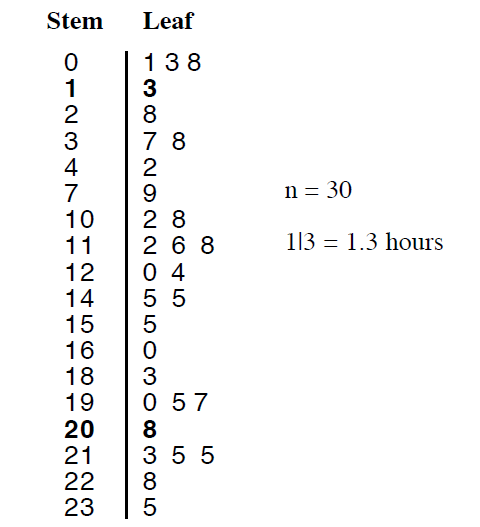 Stem Leaf
0 1 3 8
1 3
2 8
3 7 8
4 2
7 9
n = 30
10 2 8
11 2 6 8
1|3 = 1.3 hours
12 0 4
14 5 5
15 5
16 0
18 3
19 0 5 7
20 8
21 3 5 5
22 8
23 5